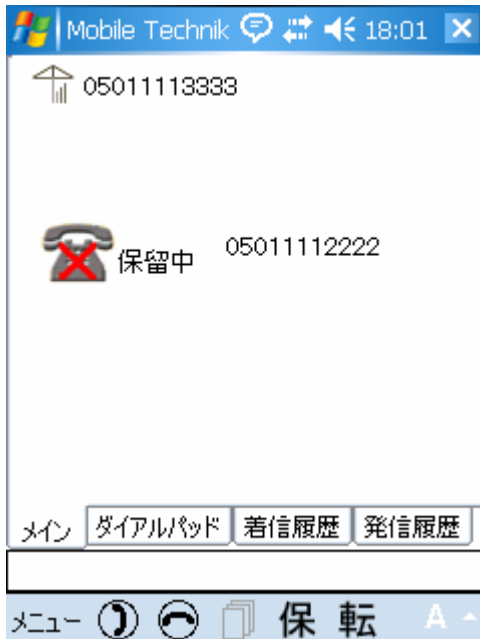 Mobile Technik 18:01
05011113333
保留中 05011112222
メイン ダイアルパッド 着信履歴 発信履歴
メニュー 保 転 A